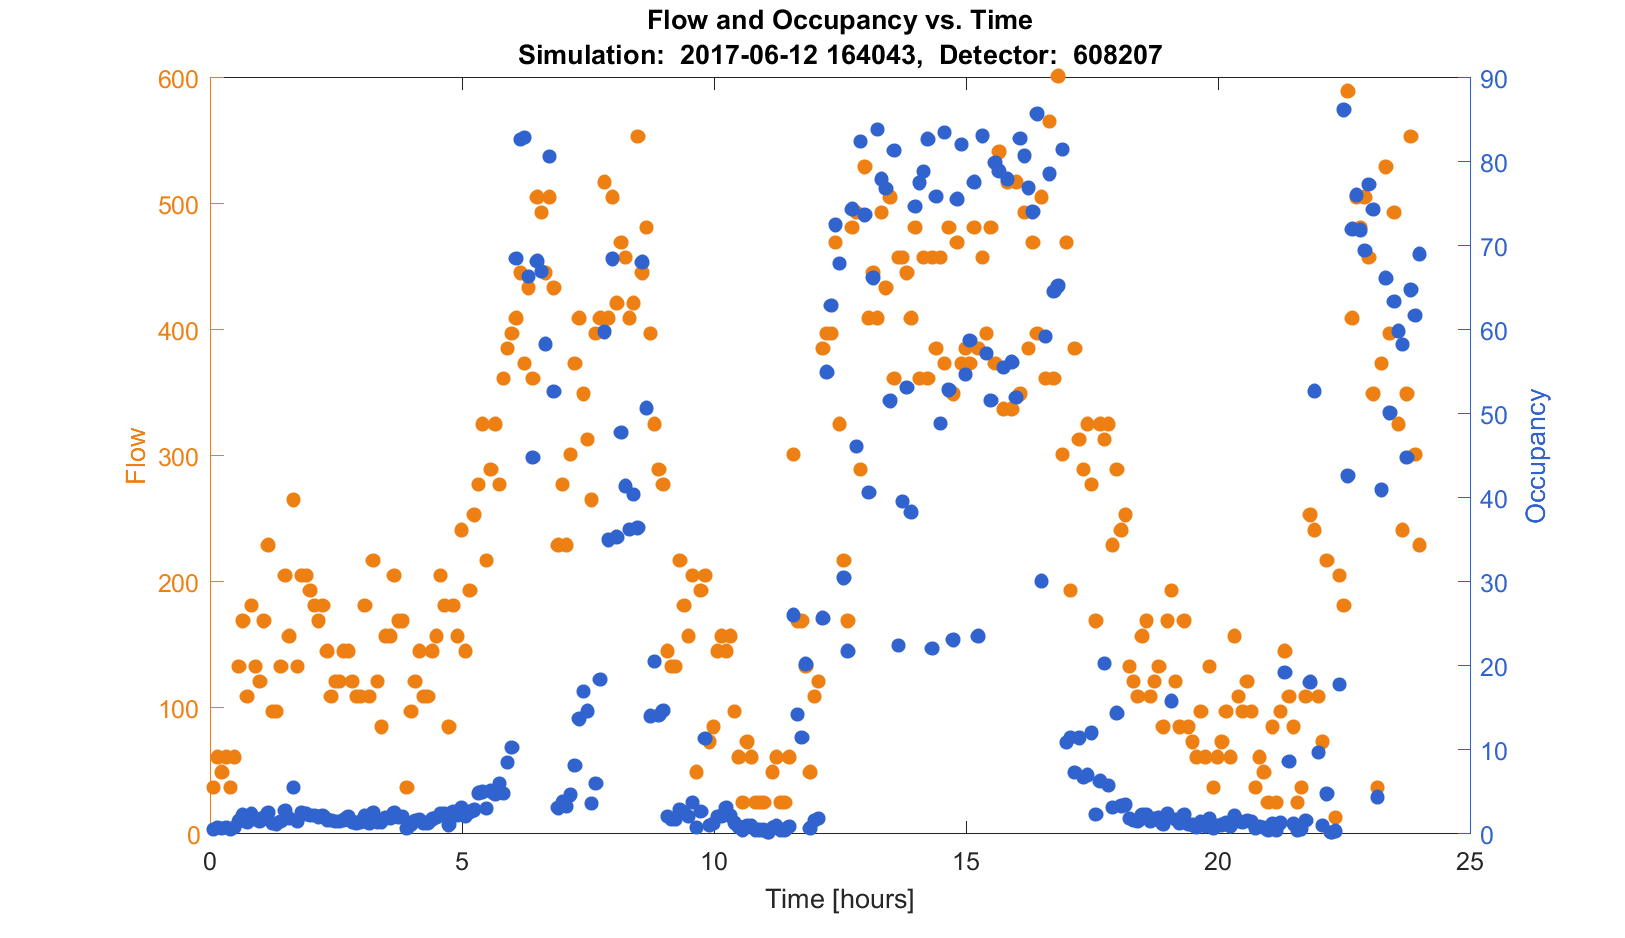 Flow and Occupancy vs. Time
Simulation:  2017-06-12 164043,  Detector:  608207
600
500
400
300
200
100
0
Flow
90
80
70
60
50
40
30
20
10
0
Occupancy
0 5 10 15 20 25
Time [hours]